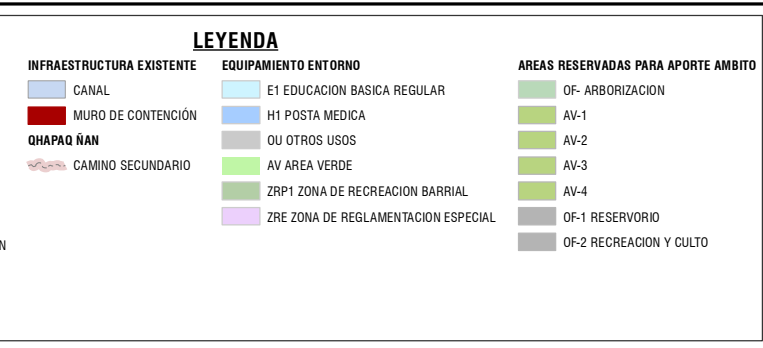 LEYENDA
INFRAESTRUCTURA EXISTENTE
CANAL
MURO DE CONTENCIÓN
QHAPAQ ÑAN
CAMINO SECUNDARIO
EQUIPAMIENTO ENTORNO
E1 EDUCACION BASICA REGULAR
H1 POSTA MEDICA
OU OTROS USOS
AV AREA VERDE
ZRP1 ZONA DE RECREACION BARRIAL
ZRE ZONA DE REGLAMENTACION ESPECIAL
AREAS RESERVADAS PARA APORTE AMBITO
OF- ARBORIZACION
AV-1
AV-2
AV-3
AV-4
OF-1 RESERVORIO
OF-2 RECREACION Y CULTO